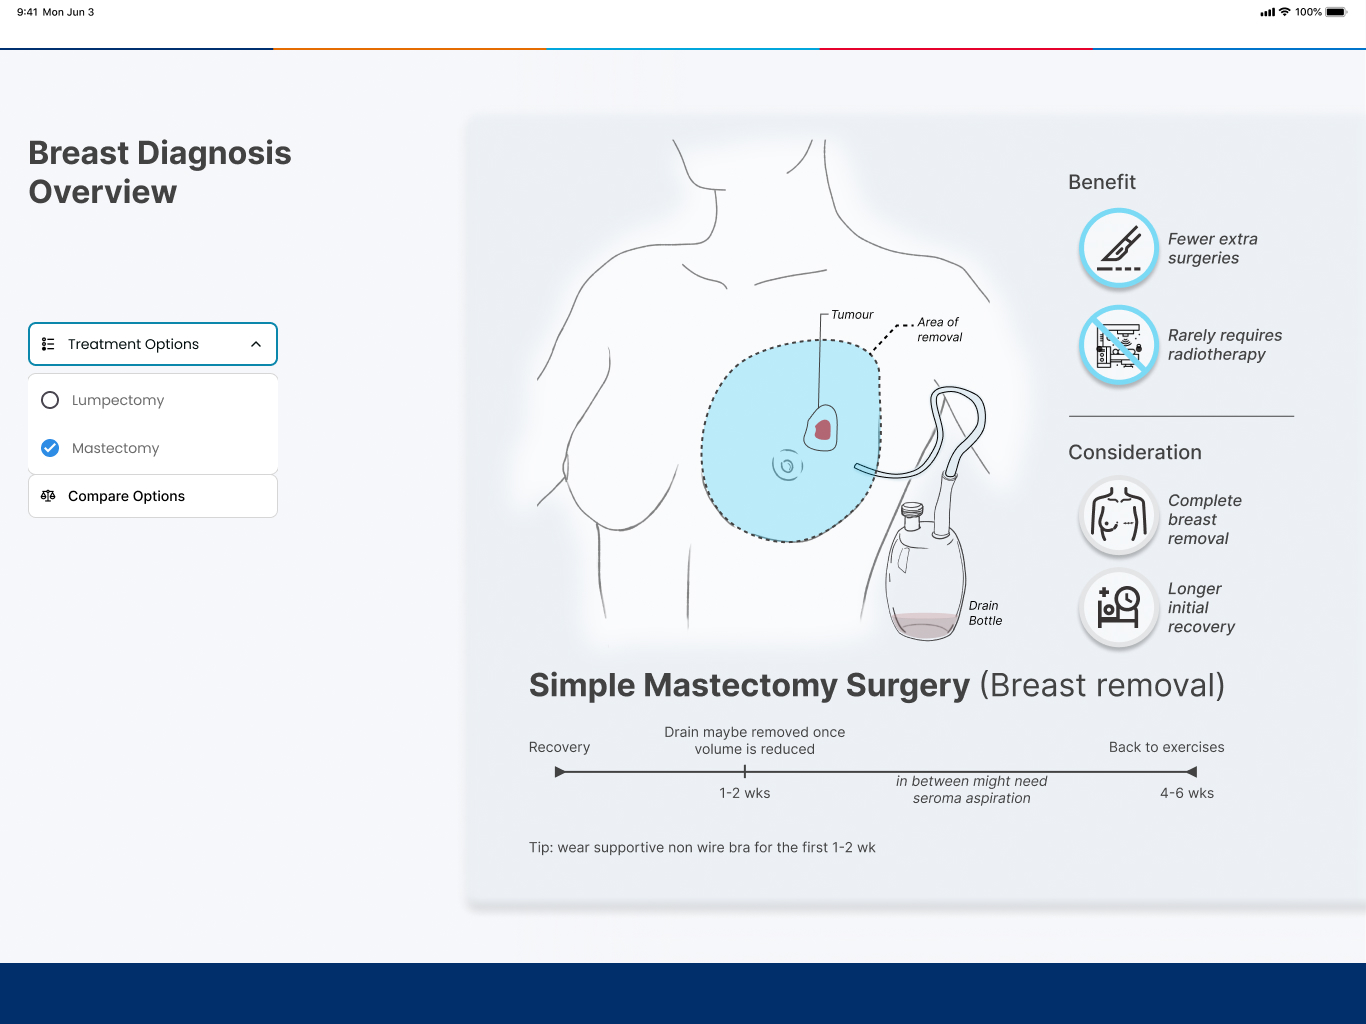 9:41 Mon Jun 3
100%
Breast Diagnosis
Overview
Treatment Options
Lumpectomy
Mastectomy
Compare Options
Tumour
Area of
removal
Drain
Bottle
Benefit
Fewer extra
surgeries
Rarely requires
radiotherapy
Consideration
Complete
breast
removal
Longer
initial
recovery
Simple Mastectomy Surgery (Breast removal)
Recovery
Drain maybe removed once
volume is reduced
Back to exercises
1-2 wks
in between might need
seroma aspiration
4-6 wks
Tip: wear supportive non wire bra for the first 1-2 wk